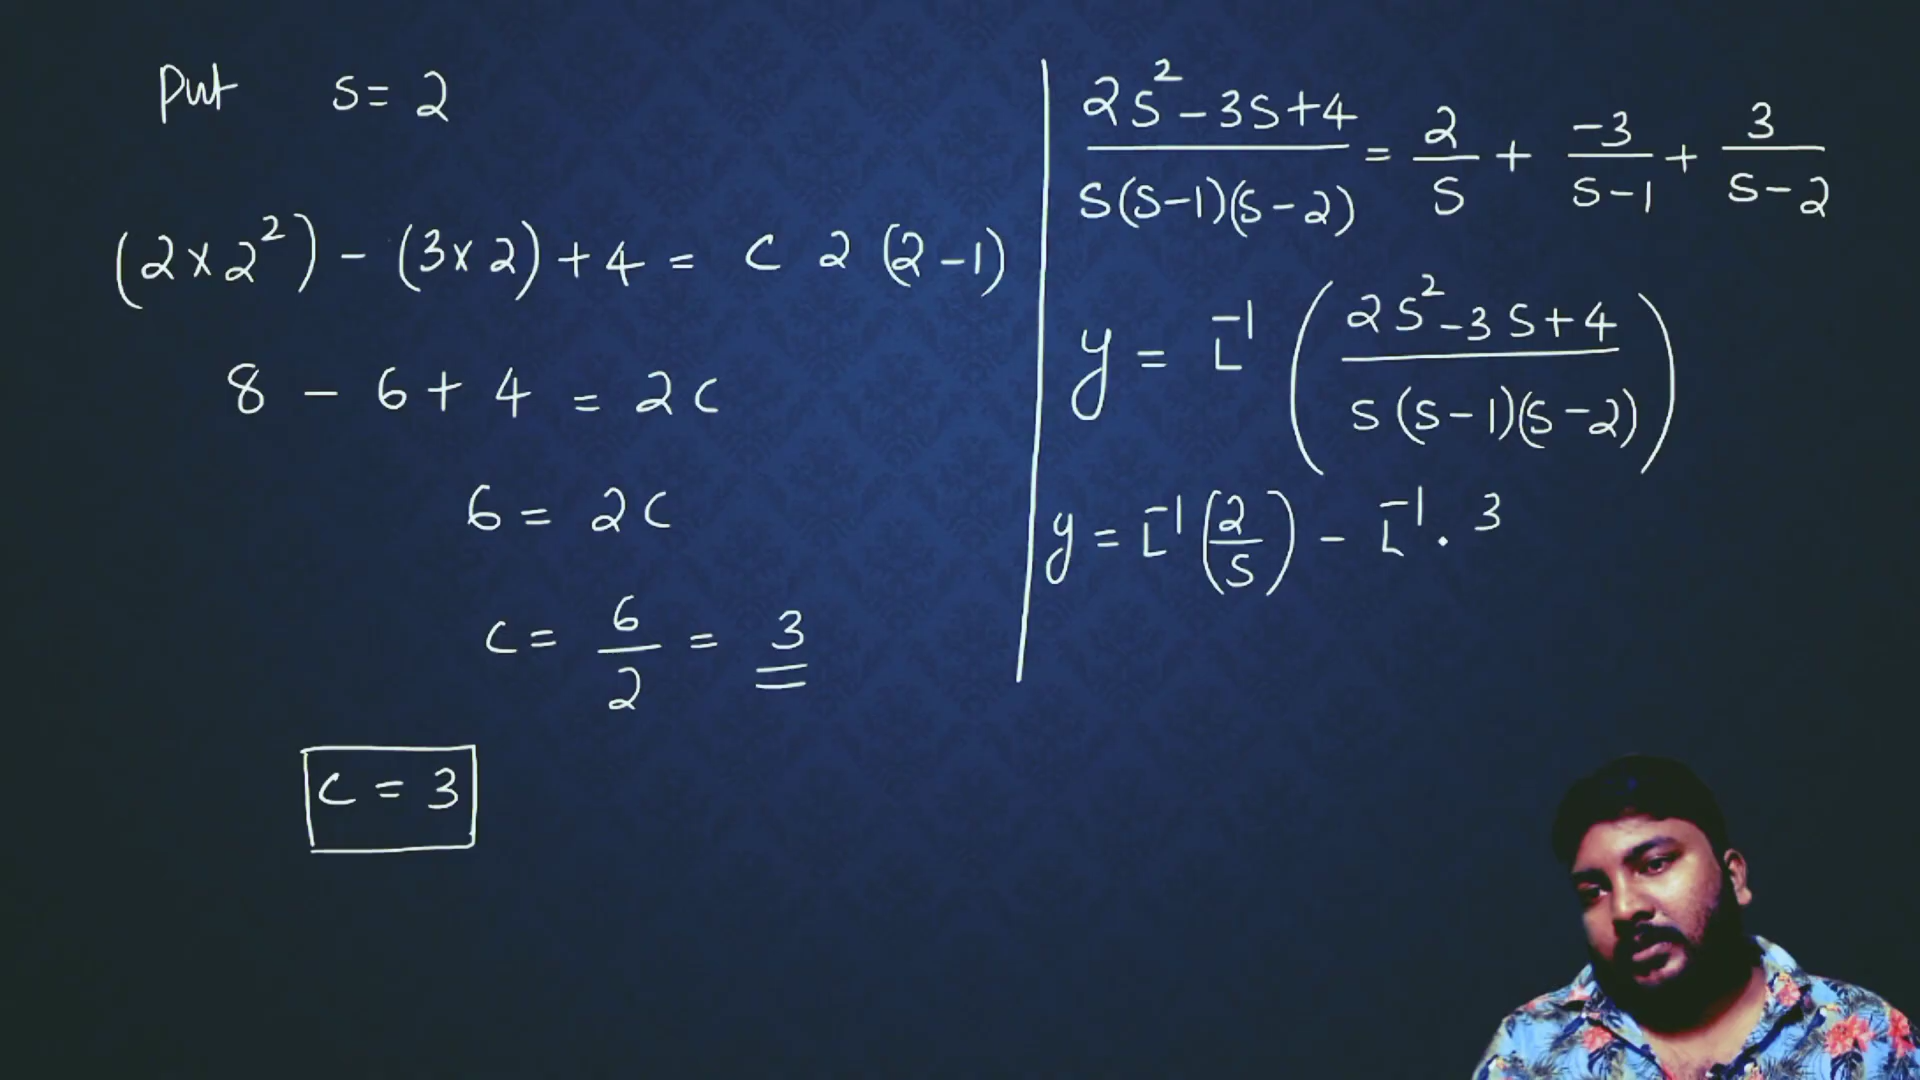 Put s = 2
(2 × 2²) - (3 × 2) + 4 = C 2 (2 - 1)
8 - 6 + 4 = 2C
6 = 2C
C = 6/2 = 3
C = 3
2s² - 3s + 4 / s(s-1)(s-2) = 2/s + -3/s-1 + 3/s-2
y = L⁻¹ (2s² - 3s + 4 / s(s-1)(s-2))
y = L⁻¹ (2/s) - L⁻¹ . 3